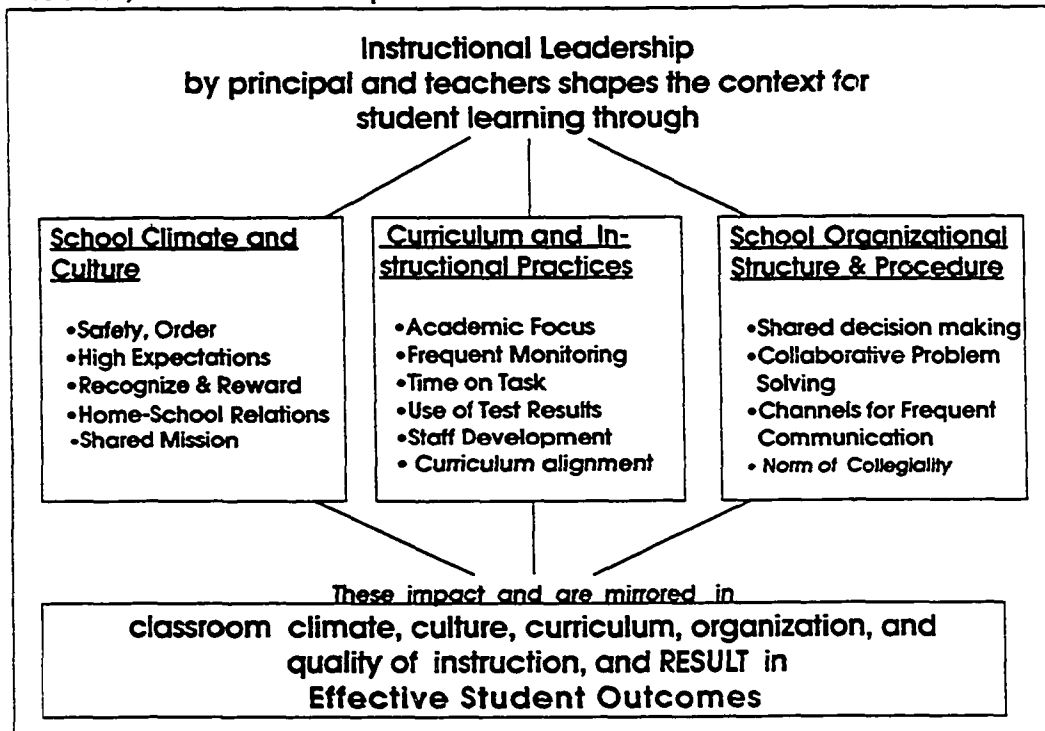 Instructional Leadership
by principal and teachers shapes the context for
student learning through
School Climate and
Culture
•Safety, Order
•High Expectations
•Recognize & Reward
•Home-School Relations
•Shared Mission
Curriculum and In-
structional Practices
•Academic Focus
•Frequent Monitoring
•Time on Task
•Use of Test Results
•Staff Development
• Curriculum alignment
School Organizational
Structure & Procedure
•Shared decision making
•Collaborative Problem
Solving
•Channels for Frequent
Communication
• Norm of Collegiality
These impact and are mirrored in
classroom climate, culture, curriculum, organization, and
quality of instruction, and RESULT in
Effective Student Outcomes